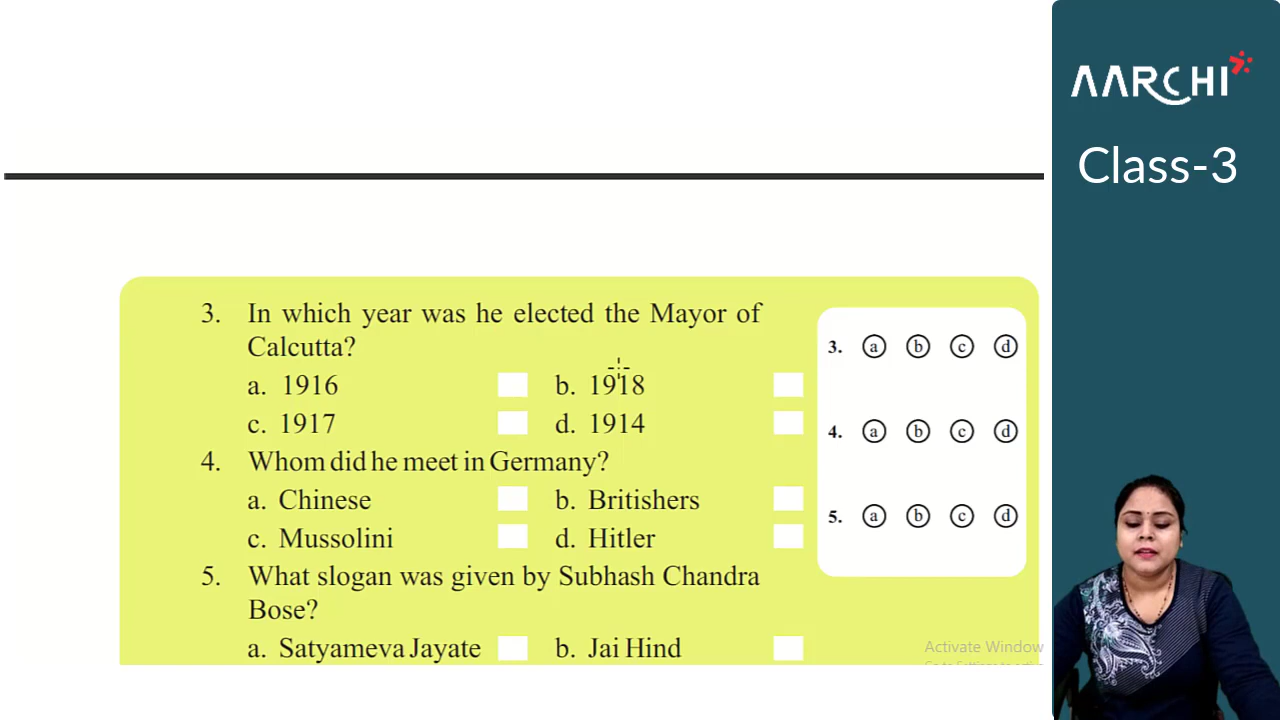 AARCHI
Class-3
3. In which year was he elected the Mayor of
Calcutta?
a. 1916 b. 1918
c. 1917 d. 1914
4. Whom did he meet in Germany?
a. Chinese b. Britishers
c. Mussolini d. Hitler
5. What slogan was given by Subhash Chandra
Bose?
a. Satyameva Jayate b. Jai Hind
3. a b c d
4. a b c d
5. a b c d
Activate Window